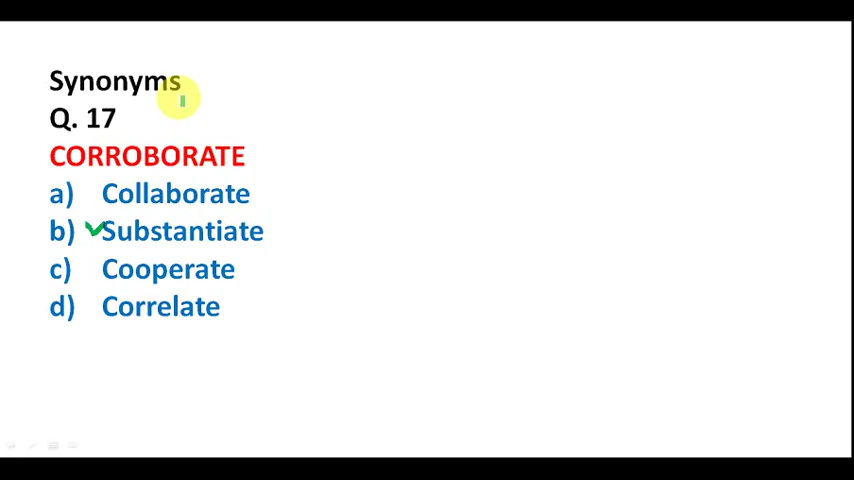 Synonyms
Q. 17
CORROBORATE
a) Collaborate
b) Substantiate
c) Cooperate
d) Correlate